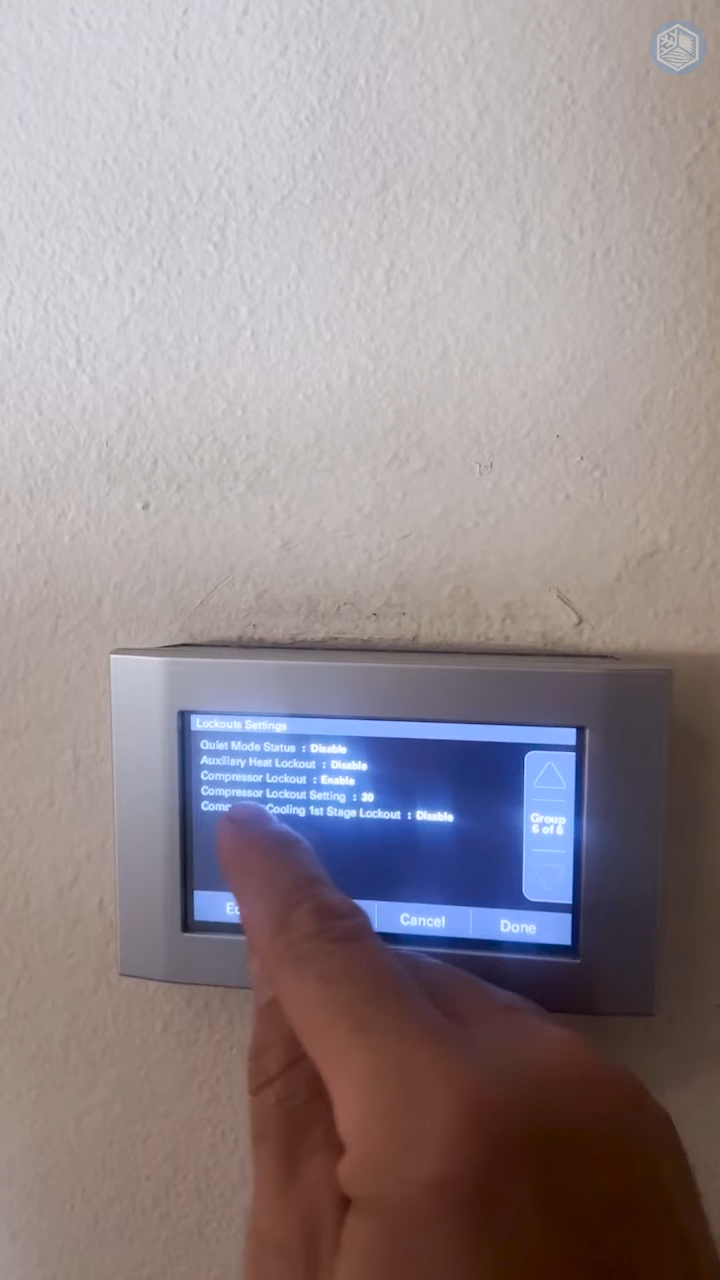 Lockouts Settings
Quiet Mode Status : Disable
Auxiliary Heat Lockout : Disable
Compressor Lockout : Enable
Compressor Lockout Setting : 30
Cooling 1st Stage Lockout : Disable
Group
6 of 6
Cancel
Done